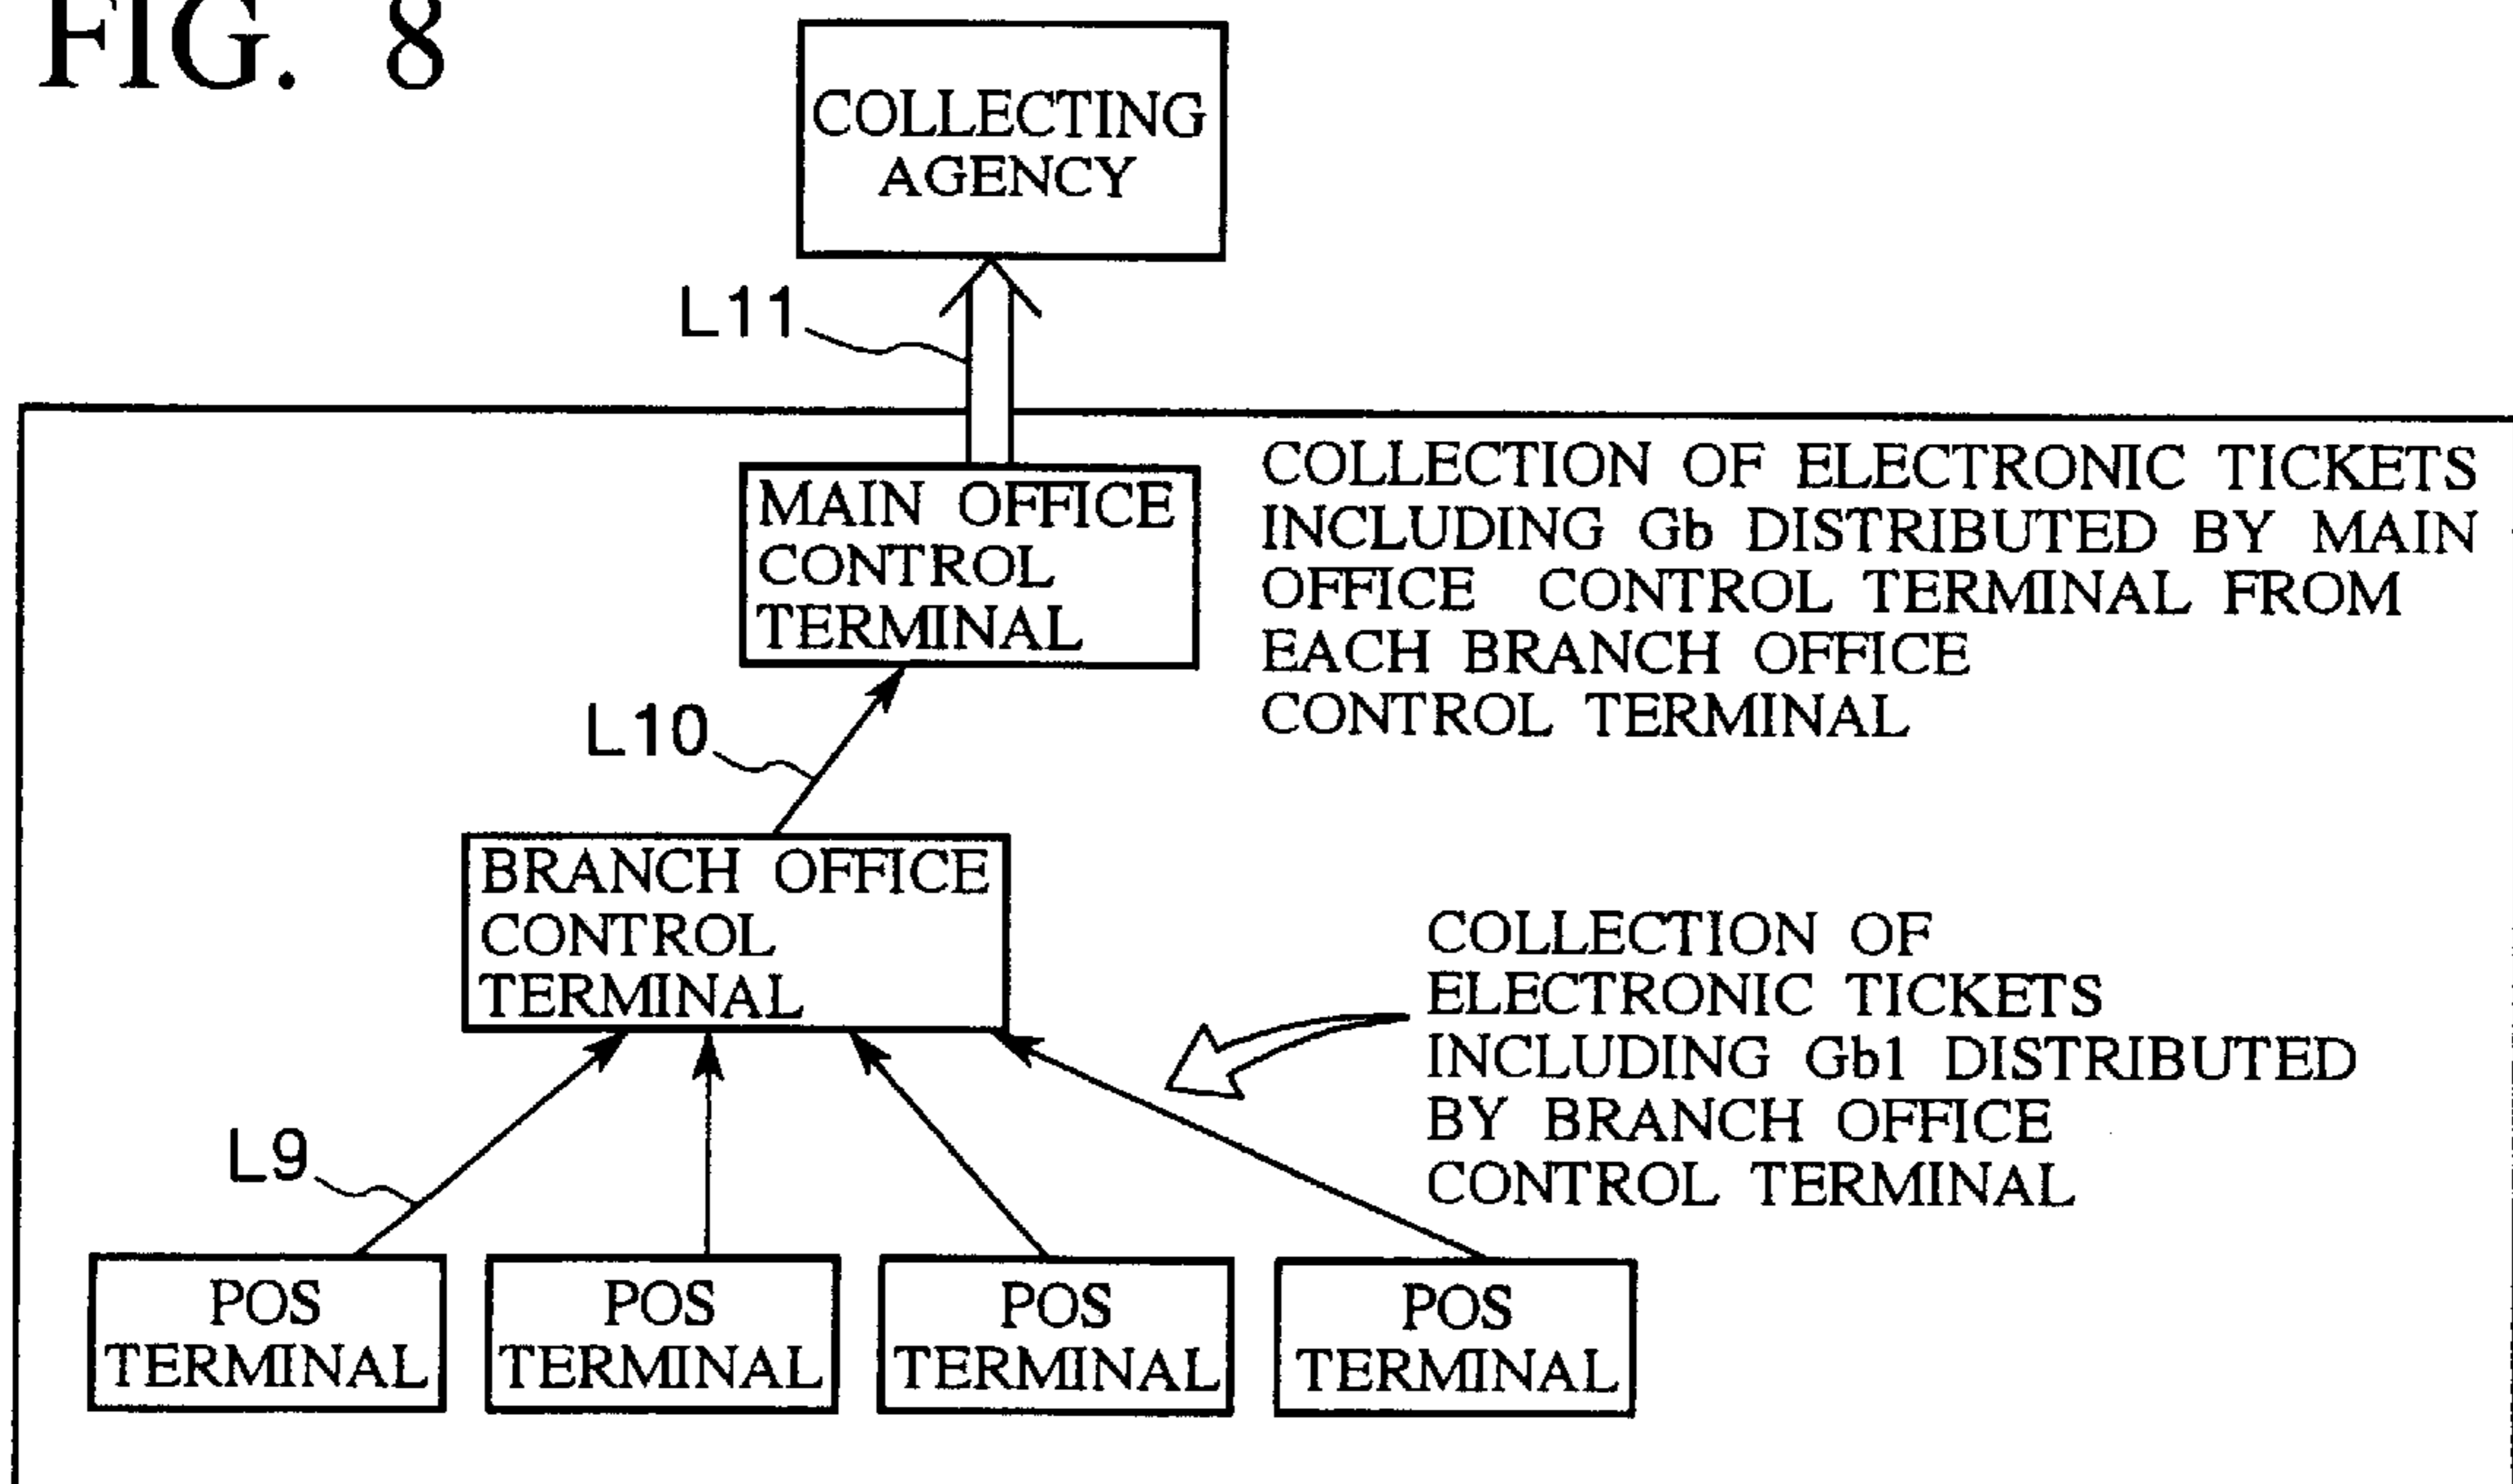 FIG. 8
COLLECTING
AGENCY
L11
MAIN OFFICE
CONTROL
TERMINAL
COLLECTION OF ELECTRONIC TICKETS
INCLUDING Gb DISTRIBUTED BY MAIN
OFFICE CONTROL TERMINAL FROM
EACH BRANCH OFFICE
CONTROL TERMINAL
L10
BRANCH OFFICE
CONTROL
TERMINAL
COLLECTION OF
ELECTRONIC TICKETS
INCLUDING Gb1 DISTRIBUTED
BY BRANCH OFFICE
CONTROL TERMINAL
L9
POS
TERMINAL
POS
TERMINAL
POS
TERMINAL
POS
TERMINAL